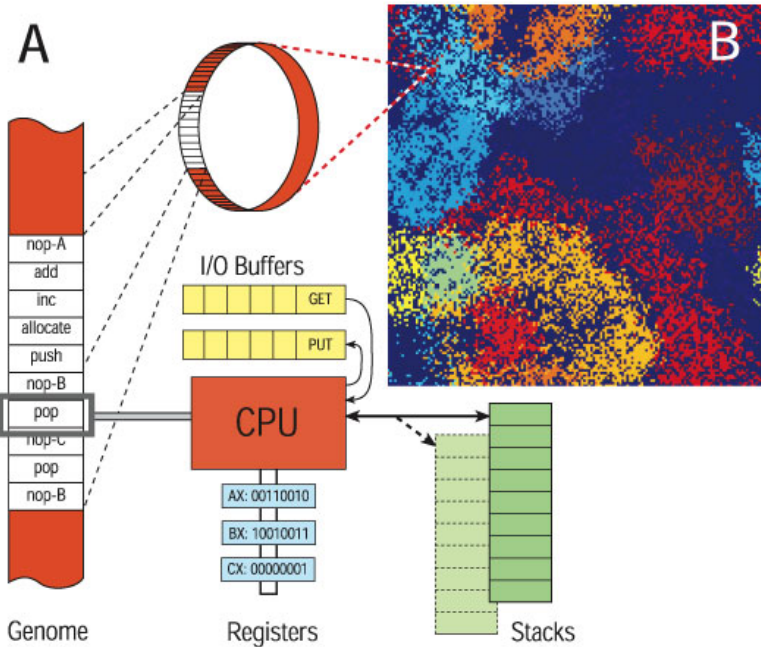 A
B
nop-A
add
inc
allocate
push
nop-B
pop
nop-C
pop
nop-B
I/O Buffers
GET
PUT
CPU
AX: 00110010
BX: 10010011
CX: 00000001
Genome
Registers
Stacks